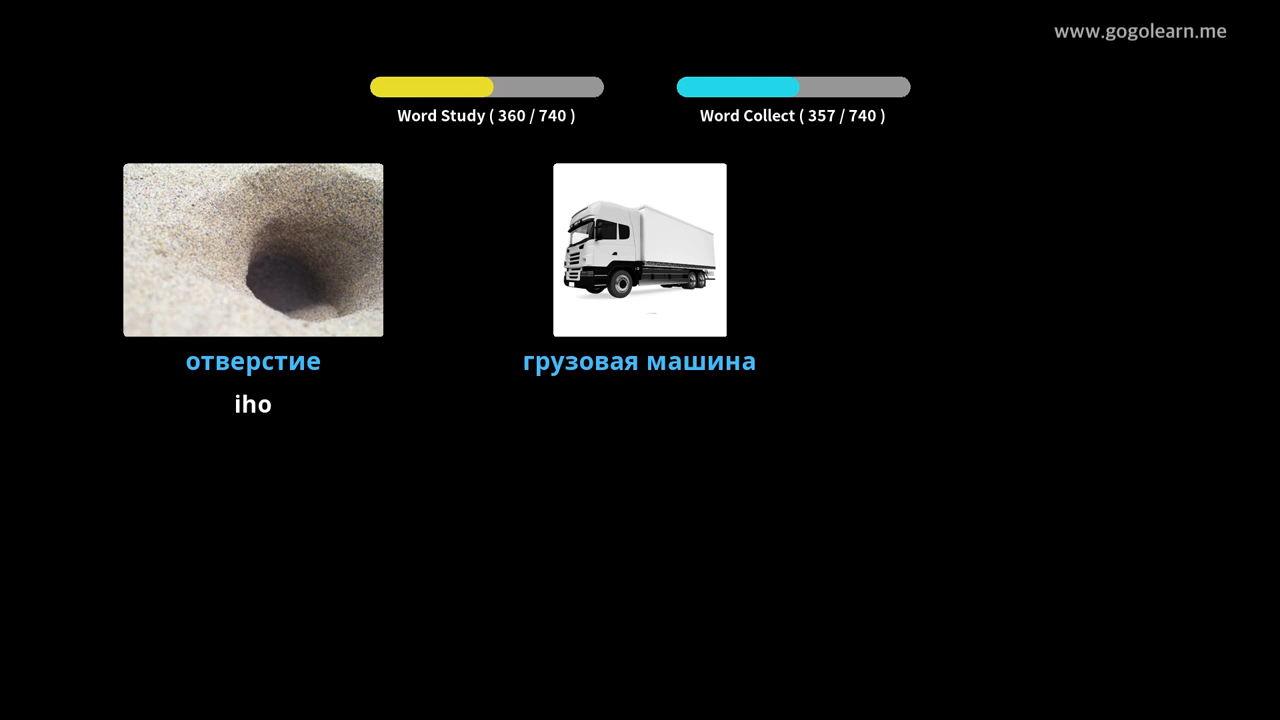 www.gogolearn.me
Word Study ( 360 / 740 )
Word Collect ( 357 / 740 )
отверстие
грузовая машина
iho